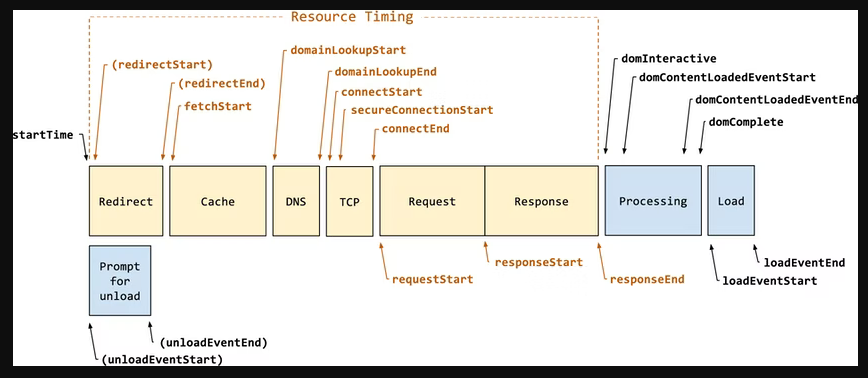 Resource Timing
domainLookupStart
(redirectStart)
domInteractive
domainLookupEnd
domContentLoadedEventStart
(redirectEnd)
connectStart
domContentLoadedEventEnd
fetchStart
secureConnectionStart
domComplete
connectEnd
startTime
Redirect
Cache
DNS
TCP
Request
Response
Processing
Load
Prompt
for
unload
responseStart
loadEventEnd
requestStart
responseEnd
loadEventStart
(unloadEventEnd)
(unloadEventStart)